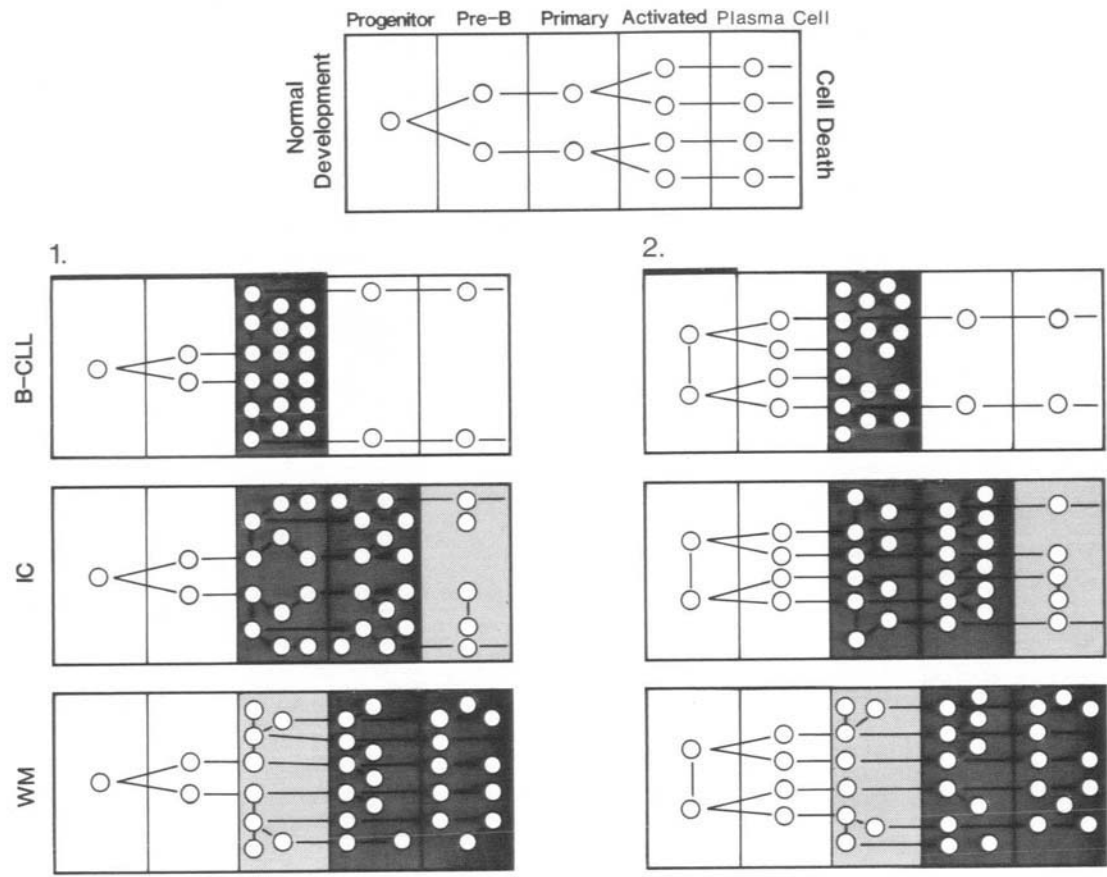 Progenitor Pre-B Primary Activated Plasma Cell
Normal
Development
Cell Death
1.
2.
B-CLL
IC
WM